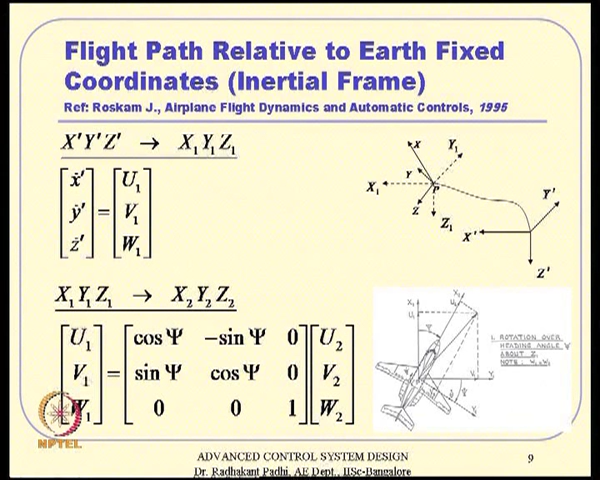 Flight Path Relative to Earth Fixed
Coordinates (Inertial Frame)
Ref: Roskam J., Airplane Flight Dynamics and Automatic Controls, 1995
X'Y'Z' → X₁Y₁Z₁
[ẋ' ẏ' ż'] = [U₁ V₁ W₁]
X Y₁
X₁ Y P Y'
Z Z₁ X'
Z'
X₁Y₁Z₁ → X₂Y₂Z₂
[U₁ V₁ W₁] = [cos Ψ −sin Ψ 0
sin Ψ cos Ψ 0
0 0 1] [U₂ V₂ W₂]
1. ROTATION OVER
HEADING ANGLE Ψ
ABOUT Z₁
NPTEL
ADVANCED CONTROL SYSTEM DESIGN
Dr. Radhakant Padhi, AE Dept., IISc-Bangalore
9